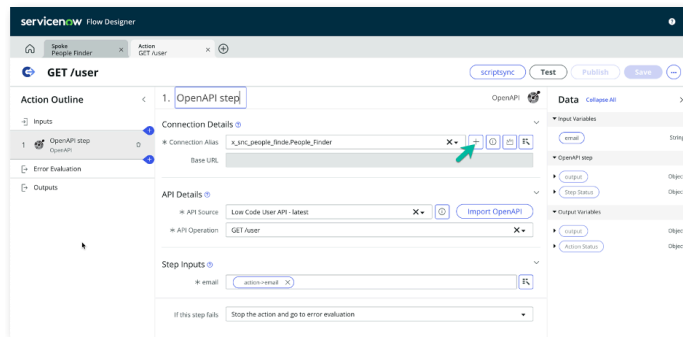 servicenow Flow Designer
Spoke
People Finder
Action
GET /user
GET /user
scriptsync
Test
Publish
Save
Action Outline
Inputs
1 OpenAPI step
OpenAPI
Error Evaluation
Outputs
1. OpenAPI step
OpenAPI
Connection Details
* Connection Alias x_snc_people_finde.People_Finder
Base URL
API Details
* API Source Low Code User API - latest Import OpenAPI
* API Operation GET /user
Step Inputs
* email action->email
If this step fails Stop the action and go to error evaluation
Data Collapse All
Input Variables
email String
OpenAPI step
output Objec
Step Status Objec
Output Variables
output Objec
Action Status Objec